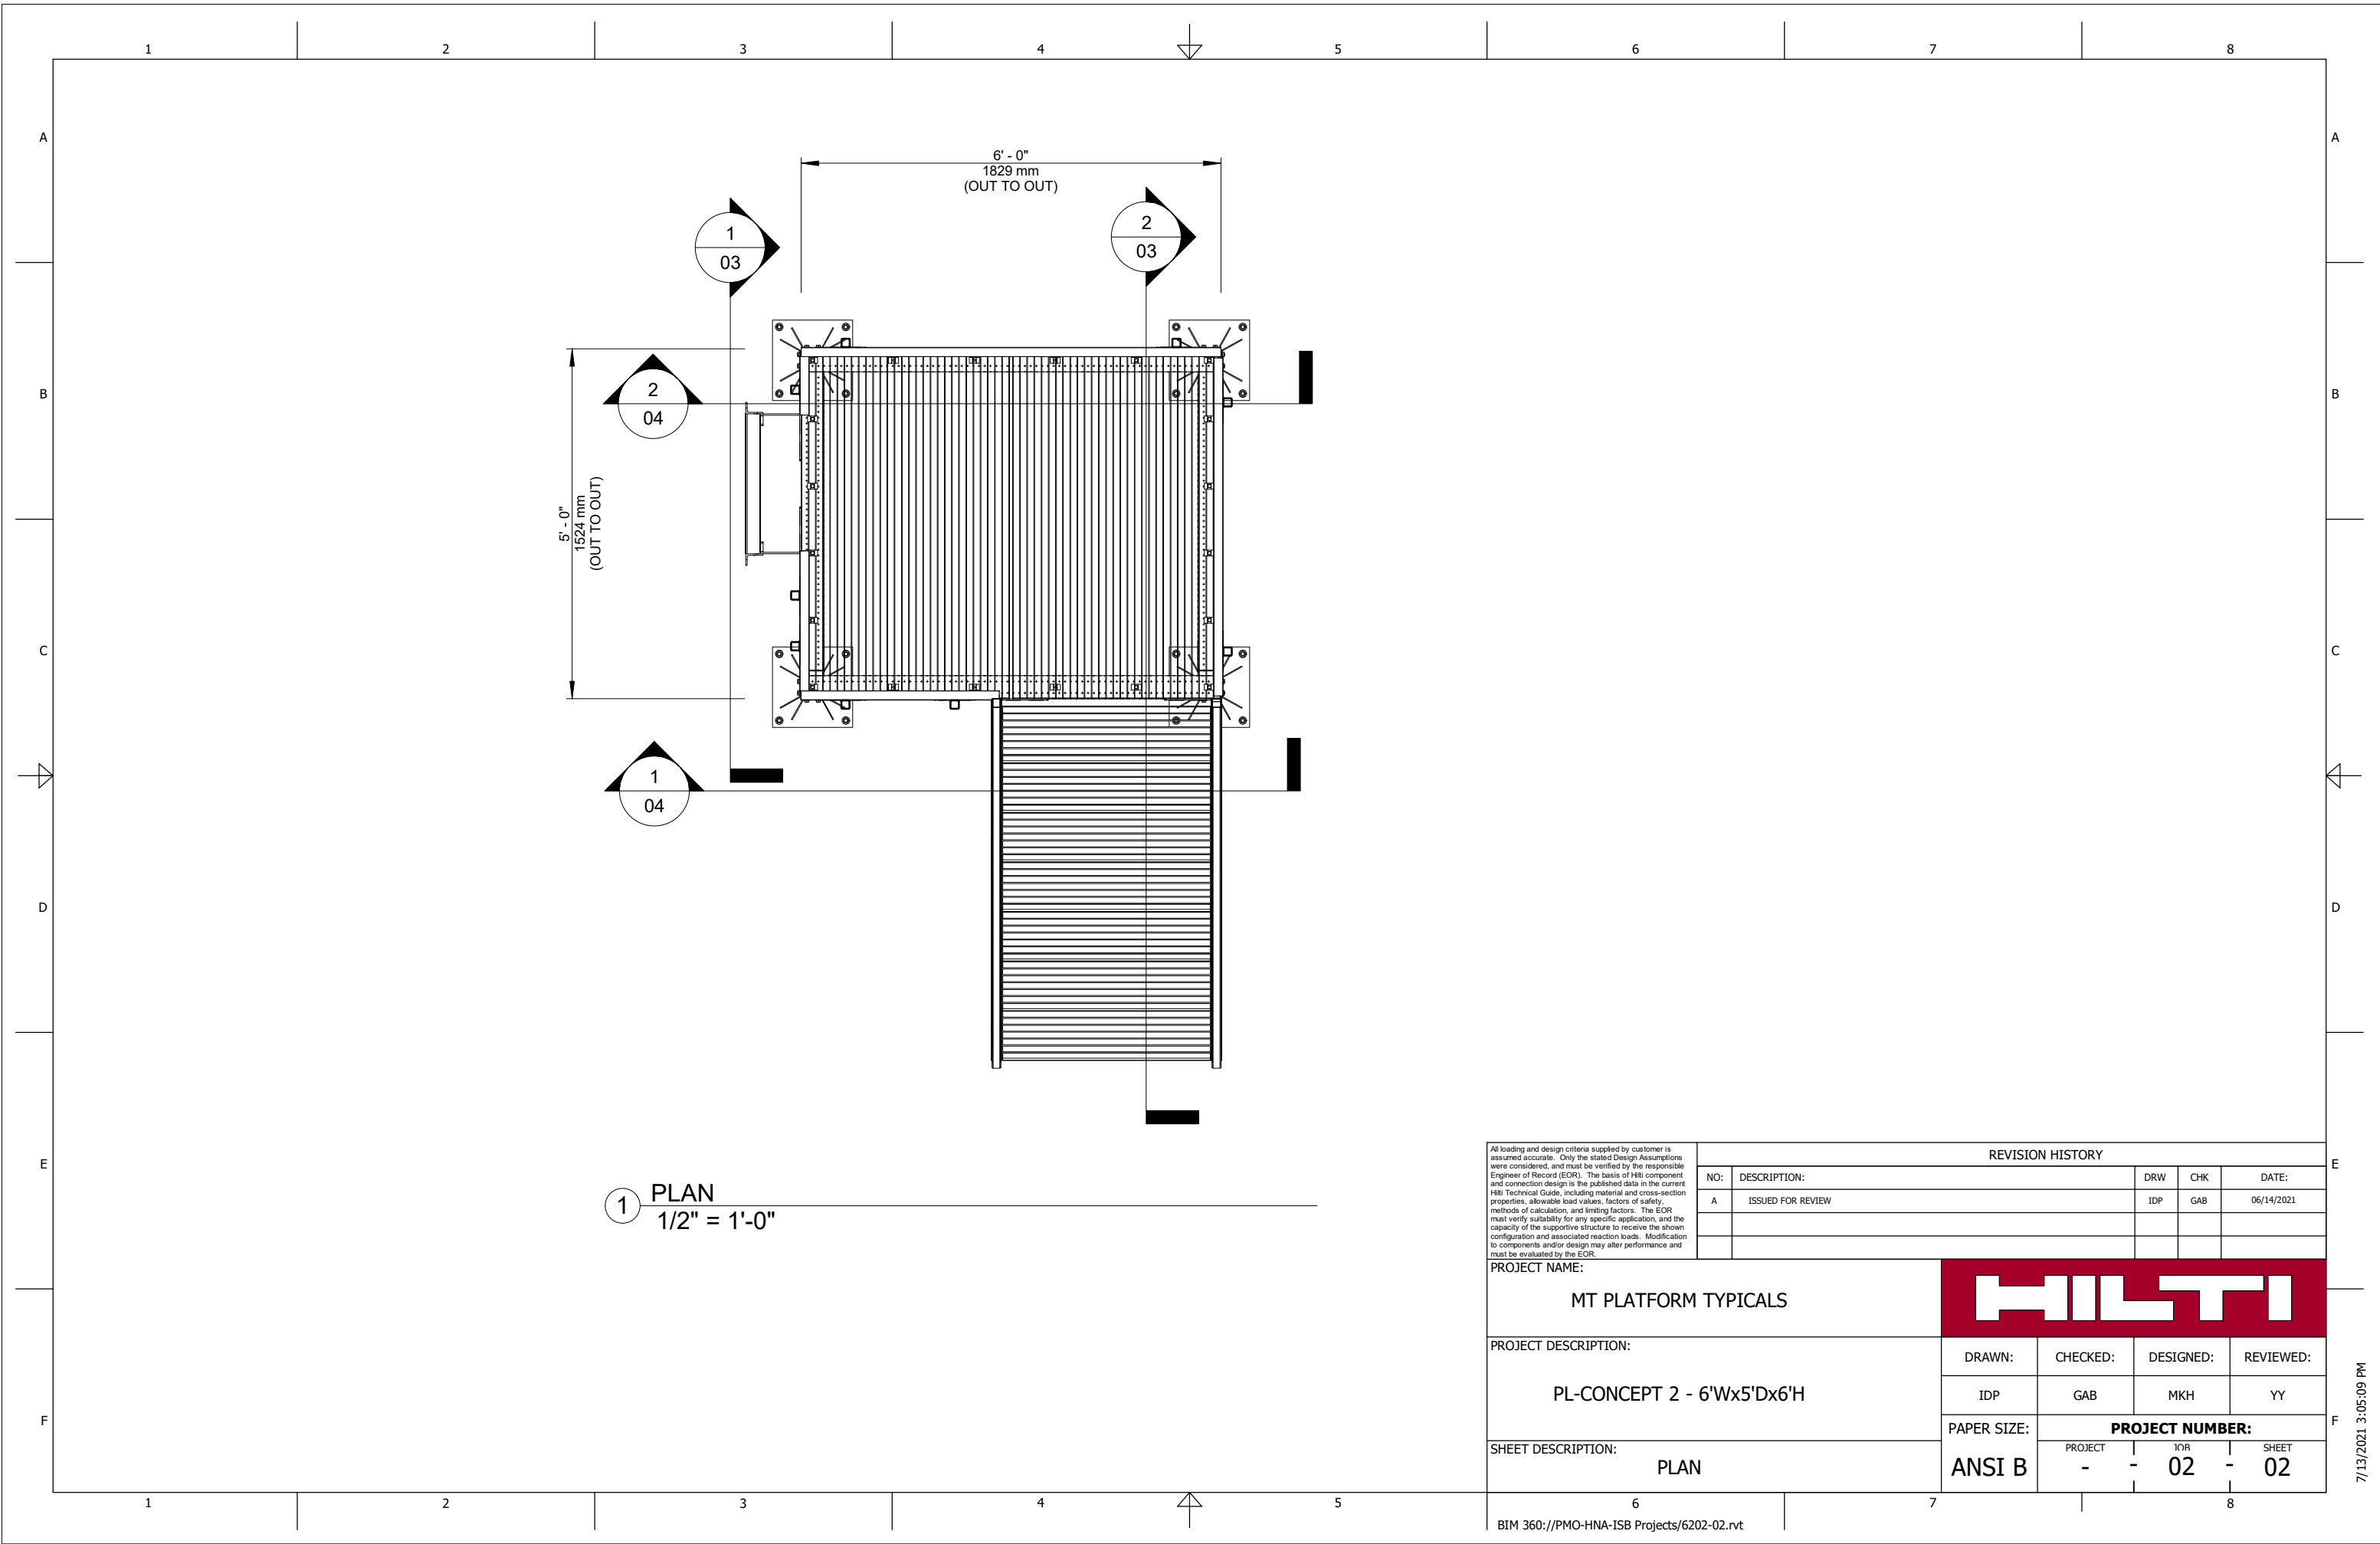 1 2 3 4 5 6 7 8
A A
6' - 0"
1829 mm
(OUT TO OUT)
1
03
2
03
B B
2
04
5' - 0"
1524 mm
(OUT TO OUT)
C C
1
04
D D
E E
1 PLAN
1/2" = 1'-0"
All loading and design criteria supplied by customer is
assumed accurate. Only the stated Design Assumptions
were considered, and must be verified by the responsible
Engineer of Record (EOR). The basis of Hilti component
and connection design is the published data in the current
Hilti Technical Guide, including material and cross-section
properties, allowable load values, factors of safety,
methods of calculation, and limiting factors. The EOR
must verify suitability for any specific application, and the
capacity of the supportive structure to receive the shown
configuration and associated reaction loads. Modification
to components and/or design may alter performance and
must be evaluated by the EOR.
REVISION HISTORY
NO: DESCRIPTION: DRW CHK DATE:
A ISSUED FOR REVIEW IDP GAB 06/14/2021
PROJECT NAME:
MT PLATFORM TYPICALS
HILTI
PROJECT DESCRIPTION:
PL-CONCEPT 2 - 6'Wx5'Dx6'H
DRAWN: CHECKED: DESIGNED: REVIEWED:
IDP GAB MKH YY
F F
PAPER SIZE: PROJECT NUMBER:
ANSI B
PROJECT JOB SHEET
- - 02 - 02
SHEET DESCRIPTION:
PLAN
7/13/2021 3:05:09 PM
1 2 3 4 5 6 7 8
BIM 360://PMO-HNA-ISB Projects/6202-02.rvt